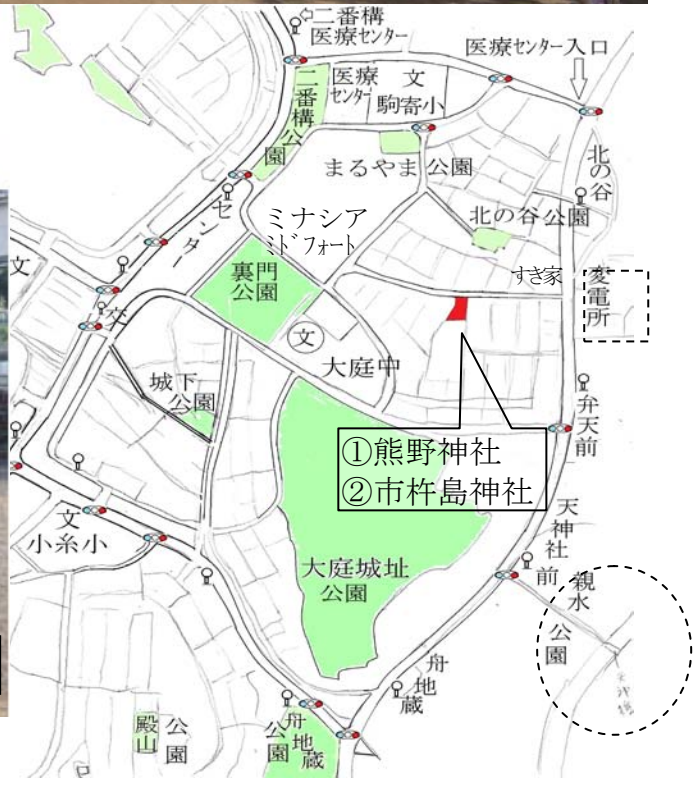 ⇦二番構
医療センター
医療センター入口
二番構公園
医療
センター
文
駒寄小
まるやま 公園
北の谷
北の谷公園
センター
ミナシア
ミドフォート
裏門
公園
すき家
変電所
文
交
文
大庭中
城下
公園
弁天前
①熊野神社
②市杵島神社
文
小糸小
大庭城址
公園
天神社前
親水
公園
舟地蔵
殿山
公園
舟地蔵
公園